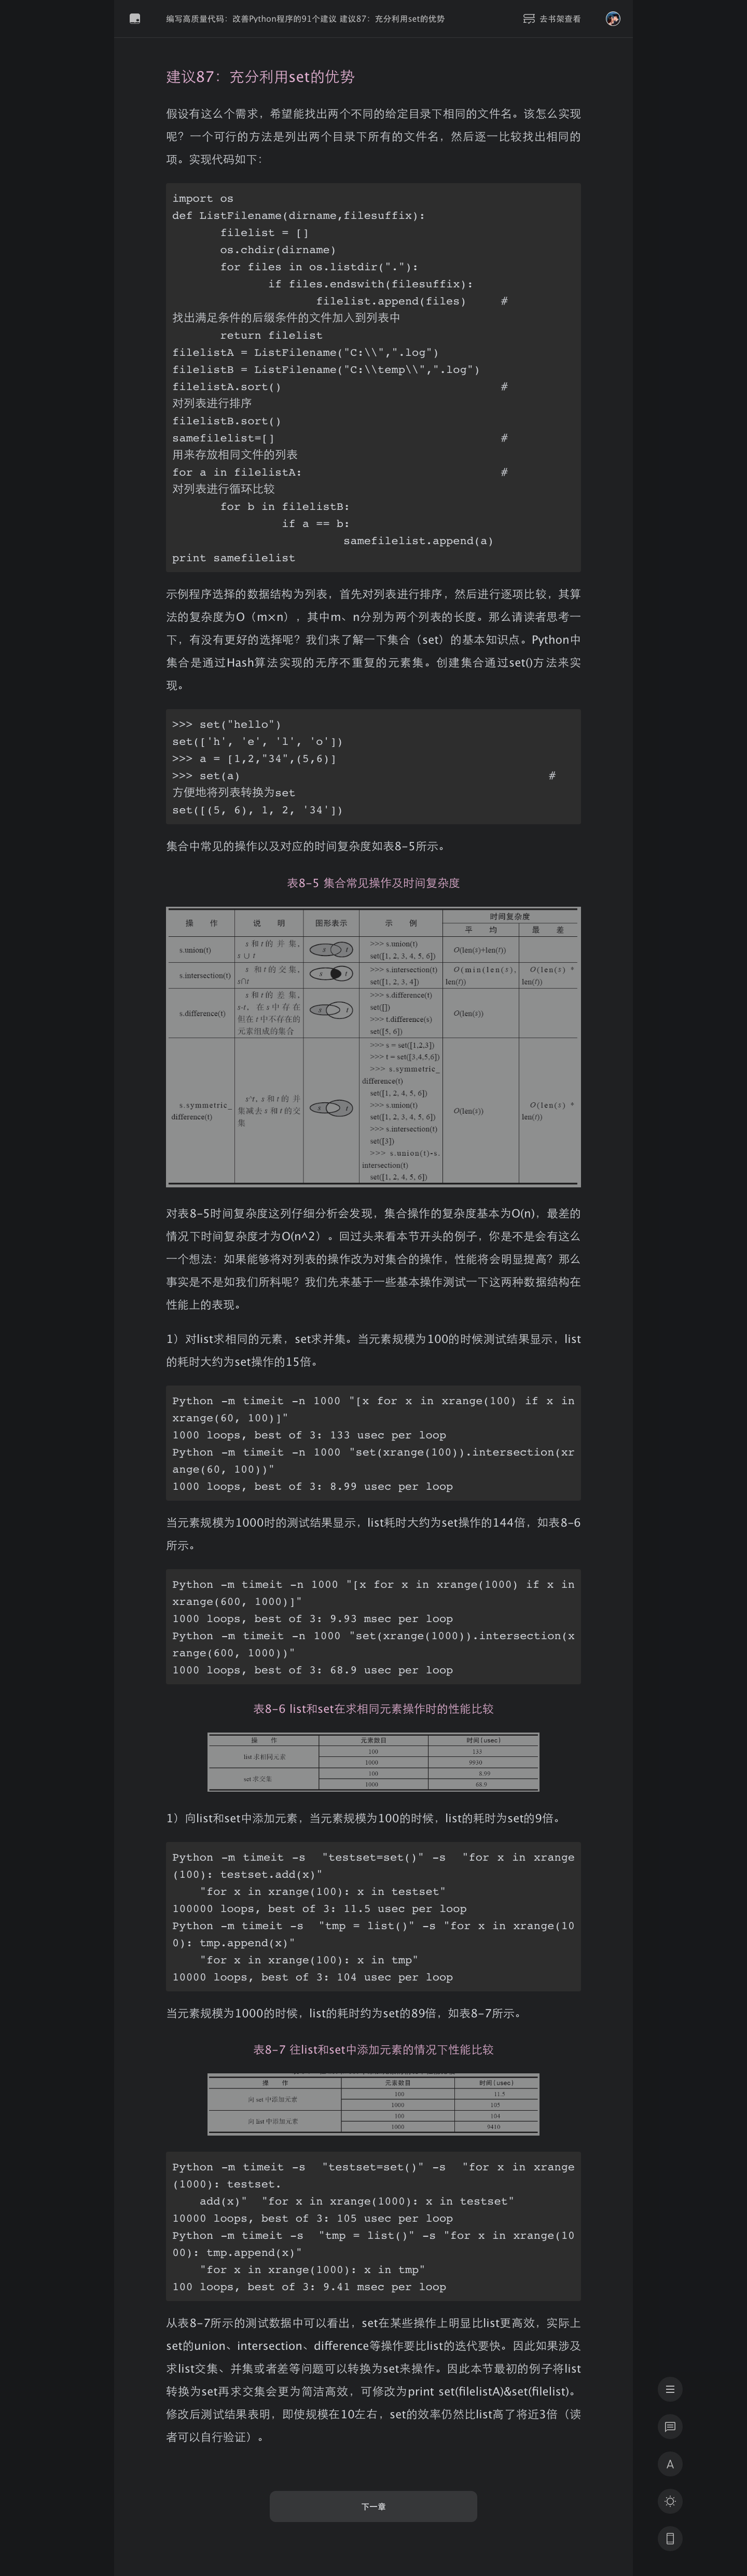 编写高质量代码：改善Python程序的91个建议 建议87：充分利用set的优势
去书架查看
建议87：充分利用set的优势
假设有这么个需求，希望能找出两个不同的给定目录下相同的文件名。该怎么实现
呢？一个可行的方法是列出两个目录下所有的文件名，然后逐一比较找出相同的
项。实现代码如下：
import os
def ListFilename(dirname,filesuffix):
filelist = []
os.chdir(dirname)
for files in os.listdir("."):
if files.endswith(filesuffix):
filelist.append(files) #
找出满足条件的后缀条件的文件加入到列表中
return filelist
filelistA = ListFilename("C:\\",".log")
filelistB = ListFilename("C:\\temp\\",".log")
filelistA.sort() #
对列表进行排序
filelistB.sort()
samefilelist=[] #
用来存放相同文件的列表
for a in filelistA: #
对列表进行循环比较
for b in filelistB:
if a == b:
samefilelist.append(a)
print samefilelist
示例程序选择的数据结构为列表，首先对列表进行排序，然后进行逐项比较，其算
法的复杂度为O（m×n），其中m、n分别为两个列表的长度。那么请读者思考一
下，有没有更好的选择呢？我们来了解一下集合（set）的基本知识点。Python中
集合是通过Hash算法实现的无序不重复的元素集。创建集合通过set()方法来实
现。
>>> set("hello")
set(['h', 'e', 'l', 'o'])
>>> a = [1,2,"34",(5,6)]
>>> set(a) #
方便地将列表转换为set
set([(5, 6), 1, 2, '34'])
集合中常见的操作以及对应的时间复杂度如表8-5所示。
表8-5 集合常见操作及时间复杂度
操 作 说 明 图形表示 示 例 时间复杂度
平 均 最 差
s.union(t) s 和 t 的 并 集， s ∪ t s t >>> s.union(t) set([1, 2, 3, 4, 5, 6]) O(len(s)+len(t))
s.intersection(t) s 和 t 的交集，s∩t s t >>> s.intersection(t) set([1, 2, 3, 4]) O(min(len(s), len(t)) O(len(s) * len(t))
s.difference(t) s 和 t 的 差 集， s-t, 在 s 中 存 在但在 t 中不存在的元素组成的集合 s t >>> s.difference(t) set([]) >>> t.difference(s) set([5, 6]) O(len(s))
s.symmetric_difference(t) s^t, s 和 t 的 并集减去 s 和 t 的交集 s t >>> s = set([1,2,3]) >>> t = set([3,4,5,6]) >>> s.symmetric_difference(t) set([1, 2, 4, 5, 6]) >>> s.union(t) set([1, 2, 3, 4, 5, 6]) >>> s.intersection(t) set([3]) >>> s.union(t)-s.intersection(t) set([1, 2, 4, 5, 6]) O(len(s)) O(len(s) * len(t))
对表8-5时间复杂度这列仔细分析会发现，集合操作的复杂度基本为O(n)，最差的
情况下时间复杂度才为O(n^2）。回过头来看本节开头的例子，你是不是会有这么
一个想法：如果能够将对列表的操作改为对集合的操作，性能将会明显提高？那么
事实是不是如我们所料呢？我们先来基于一些基本操作测试一下这两种数据结构在
性能上的表现。
1）对list求相同的元素，set求并集。当元素规模为100的时候测试结果显示，list
的耗时大约为set操作的15倍。
Python -m timeit -n 1000 "[x for x in xrange(100) if x in
xrange(60, 100)]"
1000 loops, best of 3: 133 usec per loop
Python -m timeit -n 1000 "set(xrange(100)).intersection(xr
ange(60, 100))"
1000 loops, best of 3: 8.99 usec per loop
当元素规模为1000时的测试结果显示，list耗时大约为set操作的144倍，如表8-6
所示。
Python -m timeit -n 1000 "[x for x in xrange(1000) if x in
xrange(600, 1000)]"
1000 loops, best of 3: 9.93 msec per loop
Python -m timeit -n 1000 "set(xrange(1000)).intersection(x
range(600, 1000))"
1000 loops, best of 3: 68.9 usec per loop
表8-6 list和set在求相同元素操作时的性能比较
操 作 元素数目 时间(usec)
list 求相同元素 100 133
1000 9930
set 求交集 100 8.99
1000 68.9
1）向list和set中添加元素，当元素规模为100的时候，list的耗时为set的9倍。
Python -m timeit -s "testset=set()" -s "for x in xrange
(100): testset.add(x)"
"for x in xrange(100): x in testset"
100000 loops, best of 3: 11.5 usec per loop
Python -m timeit -s "tmp = list()" -s "for x in xrange(10
0): tmp.append(x)"
"for x in xrange(100): x in tmp"
10000 loops, best of 3: 104 usec per loop
当元素规模为1000的时候，list的耗时约为set的89倍，如表8-7所示。
表8-7 往list和set中添加元素的情况下性能比较
操 作 元素数目 时间(usec)
向 set 中添加元素 100 11.5
1000 105
向 list 中添加元素 100 104
1000 9410
Python -m timeit -s "testset=set()" -s "for x in xrange
(1000): testset.
add(x)" "for x in xrange(1000): x in testset"
10000 loops, best of 3: 105 usec per loop
Python -m timeit -s "tmp = list()" -s "for x in xrange(10
00): tmp.append(x)"
"for x in xrange(1000): x in tmp"
100 loops, best of 3: 9.41 msec per loop
从表8-7所示的测试数据中可以看出，set在某些操作上明显比list更高效，实际上
set的union、intersection、difference等操作要比list的迭代要快。因此如果涉及
求list交集、并集或者差等问题可以转换为set来操作。因此本节最初的例子将list
转换为set再求交集会更为简洁高效，可修改为print set(filelistA)&set(filelist)。
修改后测试结果表明，即使规模在10左右，set的效率仍然比list高了将近3倍（读
者可以自行验证）。
下一章
A